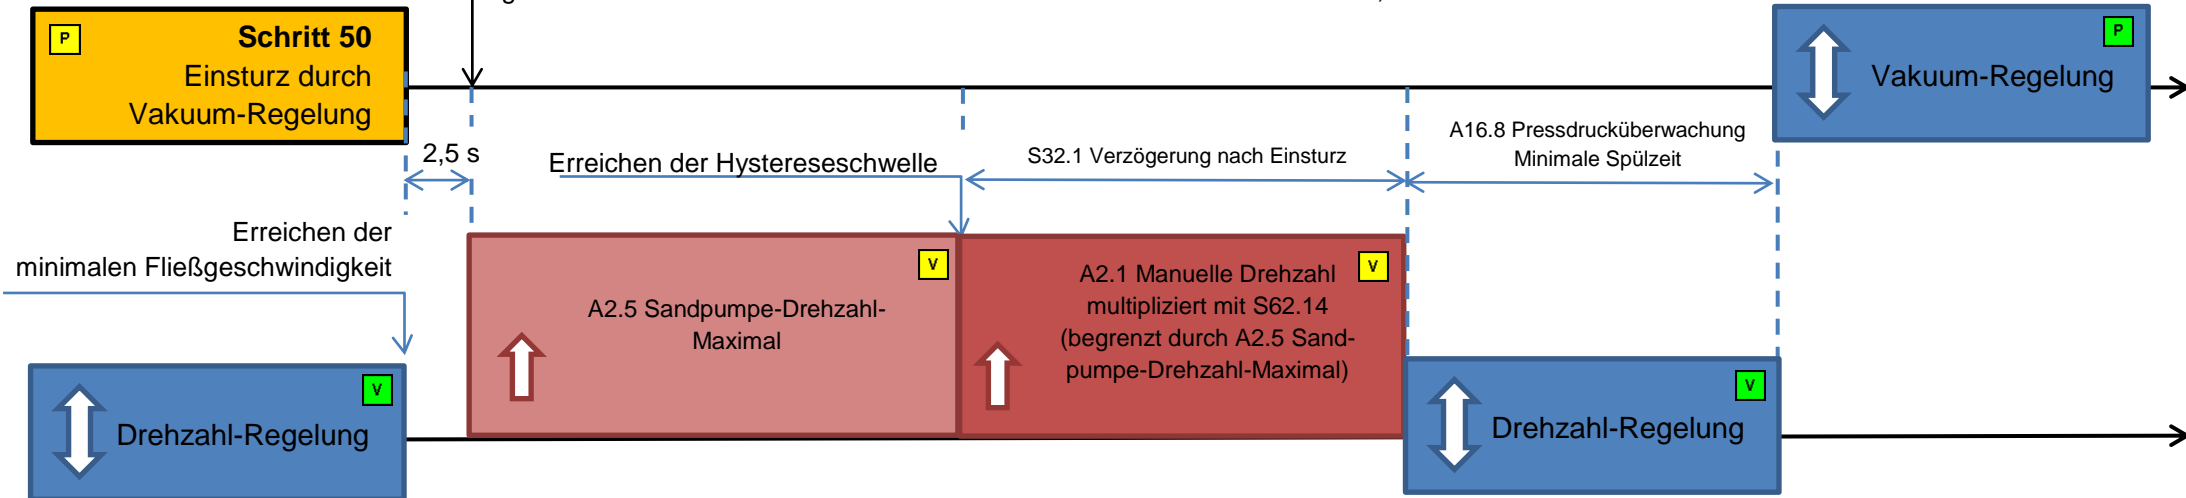 P
Schritt 50
Einsturz durch
Vakuum-Regelung
P
Vakuum-Regelung
2,5 s
Erreichen der Hystereseschwelle
S32.1 Verzögerung nach Einsturz
A16.8 Pressdrucküberwachung
Minimale Spülzeit
Erreichen der
minimalen Fließgeschwindigkeit
V
A2.5 Sandpumpe-Drehzahl-
Maximal
V
A2.1 Manuelle Drehzahl
multipliziert mit S62.14
(begrenzt durch A2.5 Sand-
pumpe-Drehzahl-Maximal)
V
Drehzahl-Regelung
V
Drehzahl-Regelung